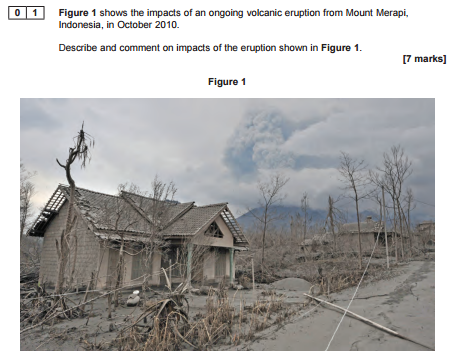 0 1 Figure 1 shows the impacts of an ongoing volcanic eruption from Mount Merapi,
Indonesia, in October 2010.
Describe and comment on impacts of the eruption shown in Figure 1.
[7 marks]
Figure 1